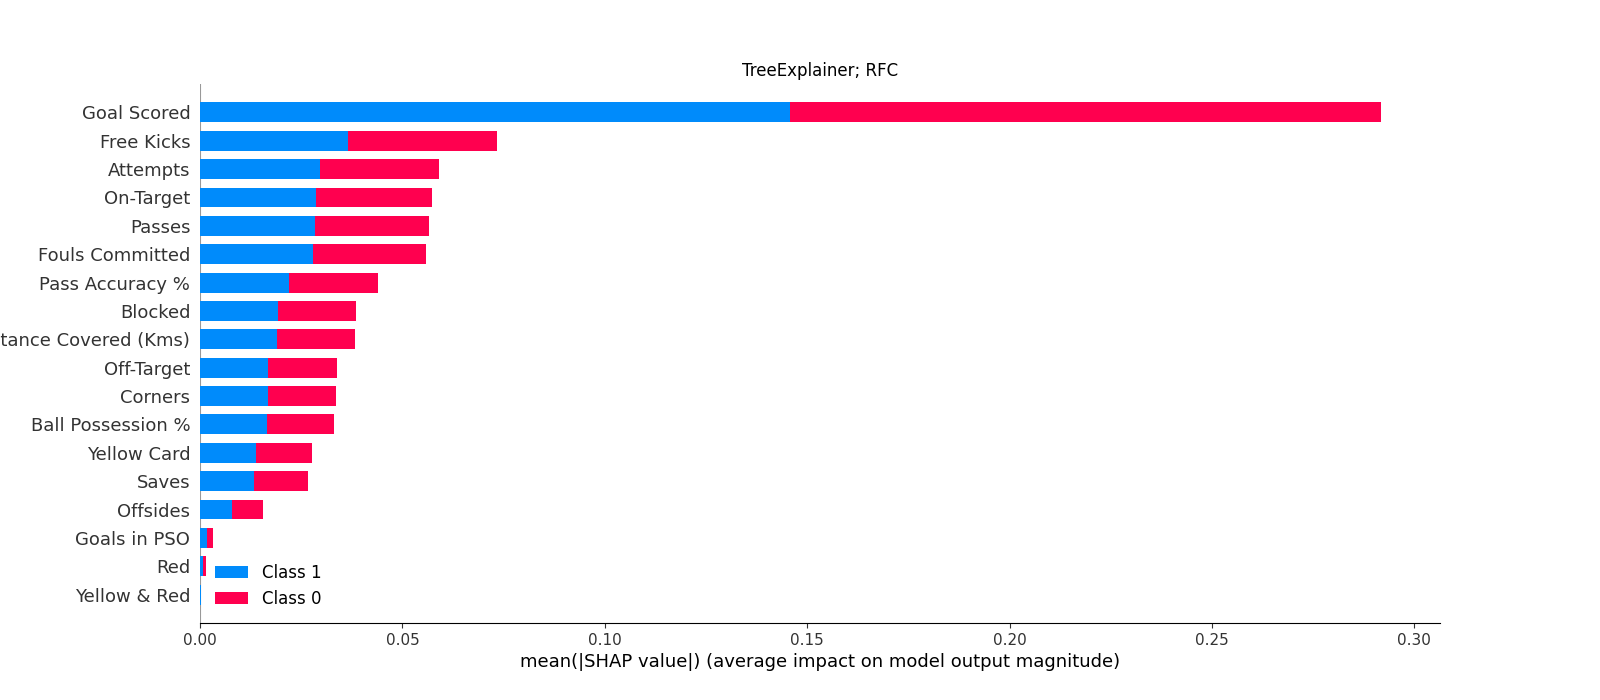 TreeExplainer; RFC
Goal Scored
Free Kicks
Attempts
On-Target
Passes
Fouls Committed
Pass Accuracy %
Blocked
tance Covered (Kms)
Off-Target
Corners
Ball Possession %
Yellow Card
Saves
Offsides
Goals in PSO
Red
Yellow & Red
Class 1
Class 0
0.00 0.05 0.10 0.15 0.20 0.25 0.30
mean(|SHAP value|) (average impact on model output magnitude)